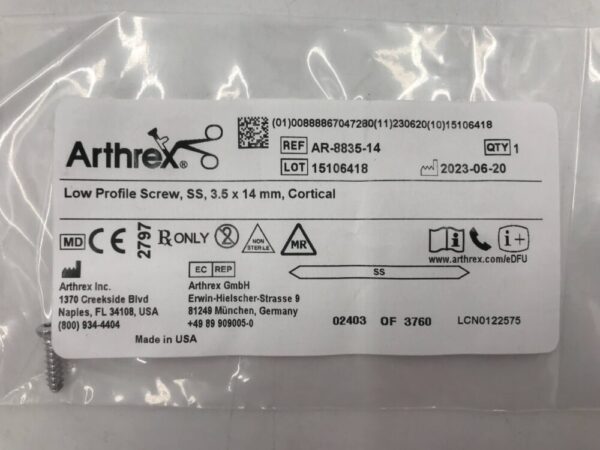 (01)00888867047280(11)230620(10)15106418
Arthrex®
REF AR-8835-14 QTY 1
LOT 15106418 2023-06-20
Low Profile Screw, SS, 3.5 x 14 mm, Cortical
MD CE 2797 Rx ONLY 2 NON STERILE MR i i+
www.arthrex.com/eDFU
EC REP SS
Arthrex Inc.
1370 Creekside Blvd
Naples, FL 34108, USA
(800) 934-4404
Arthrex GmbH
Erwin-Hielscher-Strasse 9
81249 München, Germany
+49 89 909005-0
02403 OF 3760 LCN0122575
Made in USA